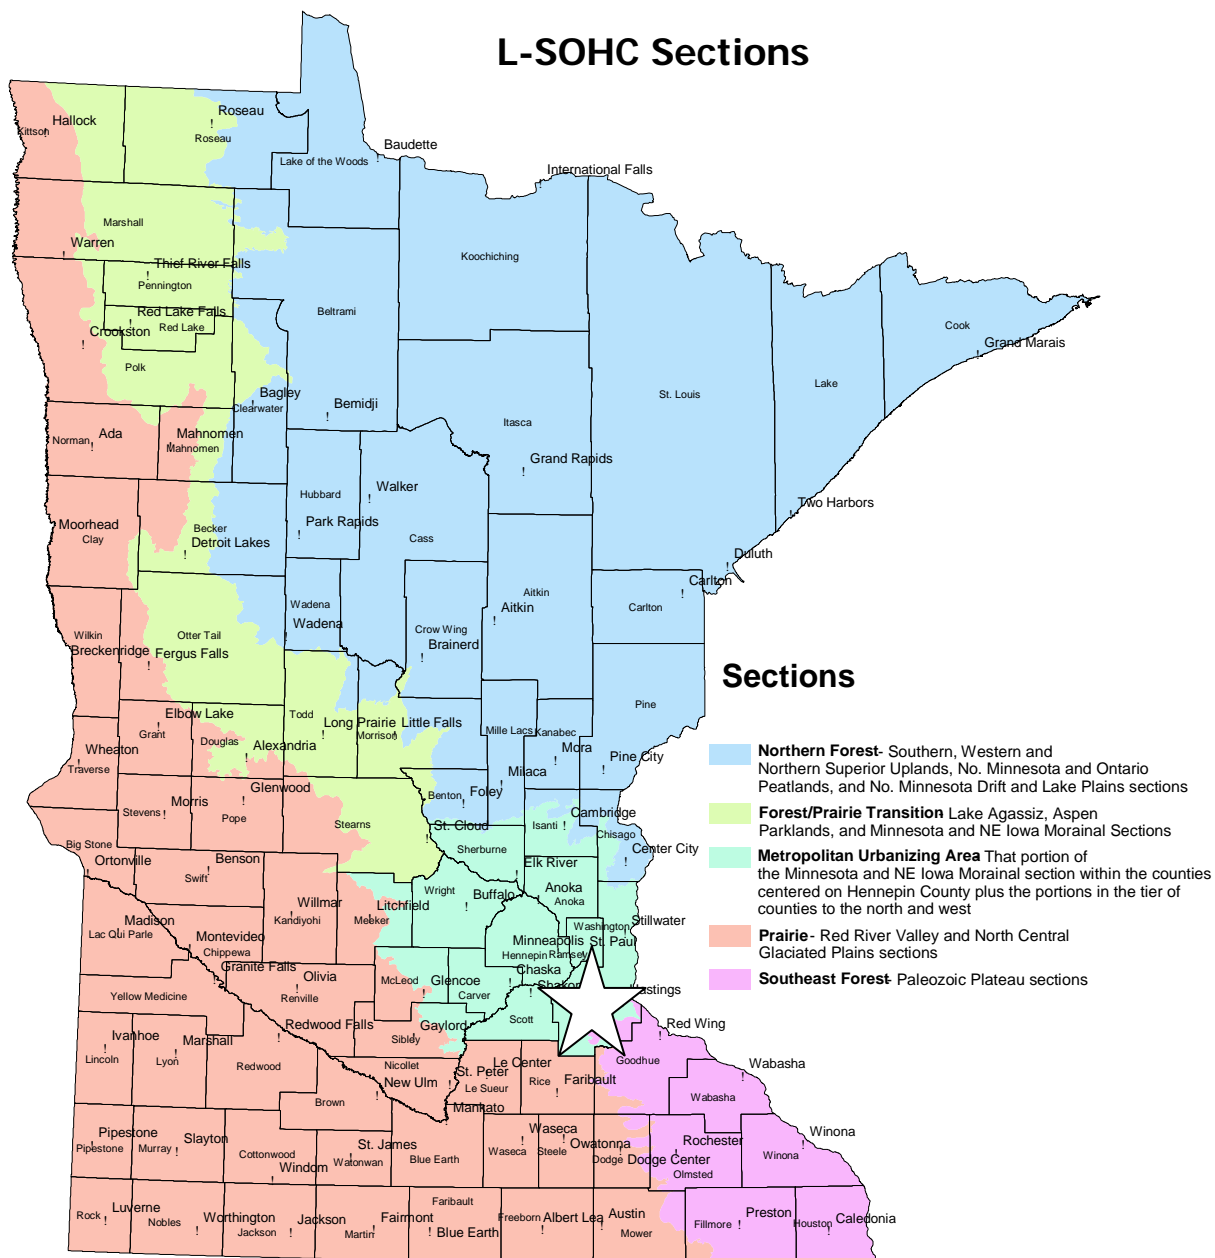 L-SOHC Sections
Roseau
Hallock
Kittson
Roseau
Baudette
Lake of the Woods
International Falls
Marshall
Warren
Koochiching
Thief River Falls
Pennington
Red Lake Falls
Red Lake
Beltrami
Crookston
Cook
Grand Marais
Polk
Lake
St. Louis
Bagley
Clearwater
Bemidji
Itasca
Ada
Norman
Mahnomen
Mahnomen
Grand Rapids
Walker
Hubbard
Two Harbors
Moorhead
Clay
Becker
Park Rapids
Detroit Lakes
Cass
Duluth
Carlton
Aitkin
Aitkin
Carlton
Wadena
Wadena
Wilkin
Otter Tail
Crow Wing
Brainerd
Breckenridge
Fergus Falls
Sections
Pine
Elbow Lake
Todd
Long Prairie
Little Falls
Grant
Douglas
Morrison
Mille Lacs
Kanabec
Wheaton
Alexandria
Mora
Pine City
Traverse
Milaca
Northern Forest- Southern, Western and
Northern Superior Uplands, No. Minnesota and Ontario
Peatlands, and No. Minnesota Drift and Lake Plains sections
Glenwood
Foley
Benton
Morris
Stevens
Pope
Stearns
St. Cloud
Isanti
Cambridge
Chisago
Forest/Prairie Transition Lake Agassiz, Aspen
Parklands, and Minnesota and NE Iowa Morainal Sections
Big Stone
Ortonville
Benson
Swift
Sherburne
Center City
Elk River
Metropolitan Urbanizing Area That portion of
the Minnesota and NE Iowa Morainal section within the counties
centered on Hennepin County plus the portions in the tier of
counties to the north and west
Wright
Buffalo
Anoka
Anoka
Willmar
Kandiyohi
Litchfield
Meeker
Stillwater
Washington
Madison
Lac Qui Parle
Montevideo
Chippewa
Minneapolis
St. Paul
Hennepin
Ramsey
Prairie- Red River Valley and North Central
Glaciated Plains sections
Granite Falls
Olivia
Renville
McLeod
Glencoe
Carver
Chaska
Southeast Forest- Paleozoic Plateau sections
Yellow Medicine
Gaylord
Scott
Red Wing
Ivanhoe
Lincoln
Marshall
Lyon
Redwood Falls
Redwood
Sibley
Goodhue
Wabasha
Nicollet
New Ulm
St. Peter
Le Center
Le Sueur
Rice
Faribault
Brown
Mankato
Wabasha
Pipestone
Pipestone
Murray
Slayton
Cottonwood
Windom
St. James
Watonwan
Blue Earth
Waseca
Waseca
Steele
Owatonna
Dodge
Dodge Center
Rochester
Olmsted
Winona
Winona
Rock
Luverne
Nobles
Worthington
Jackson
Jackson
Martin
Fairmont
Faribault
Blue Earth
Freeborn
Albert Lea
Austin
Mower
Fillmore
Preston
Houston
Caledonia